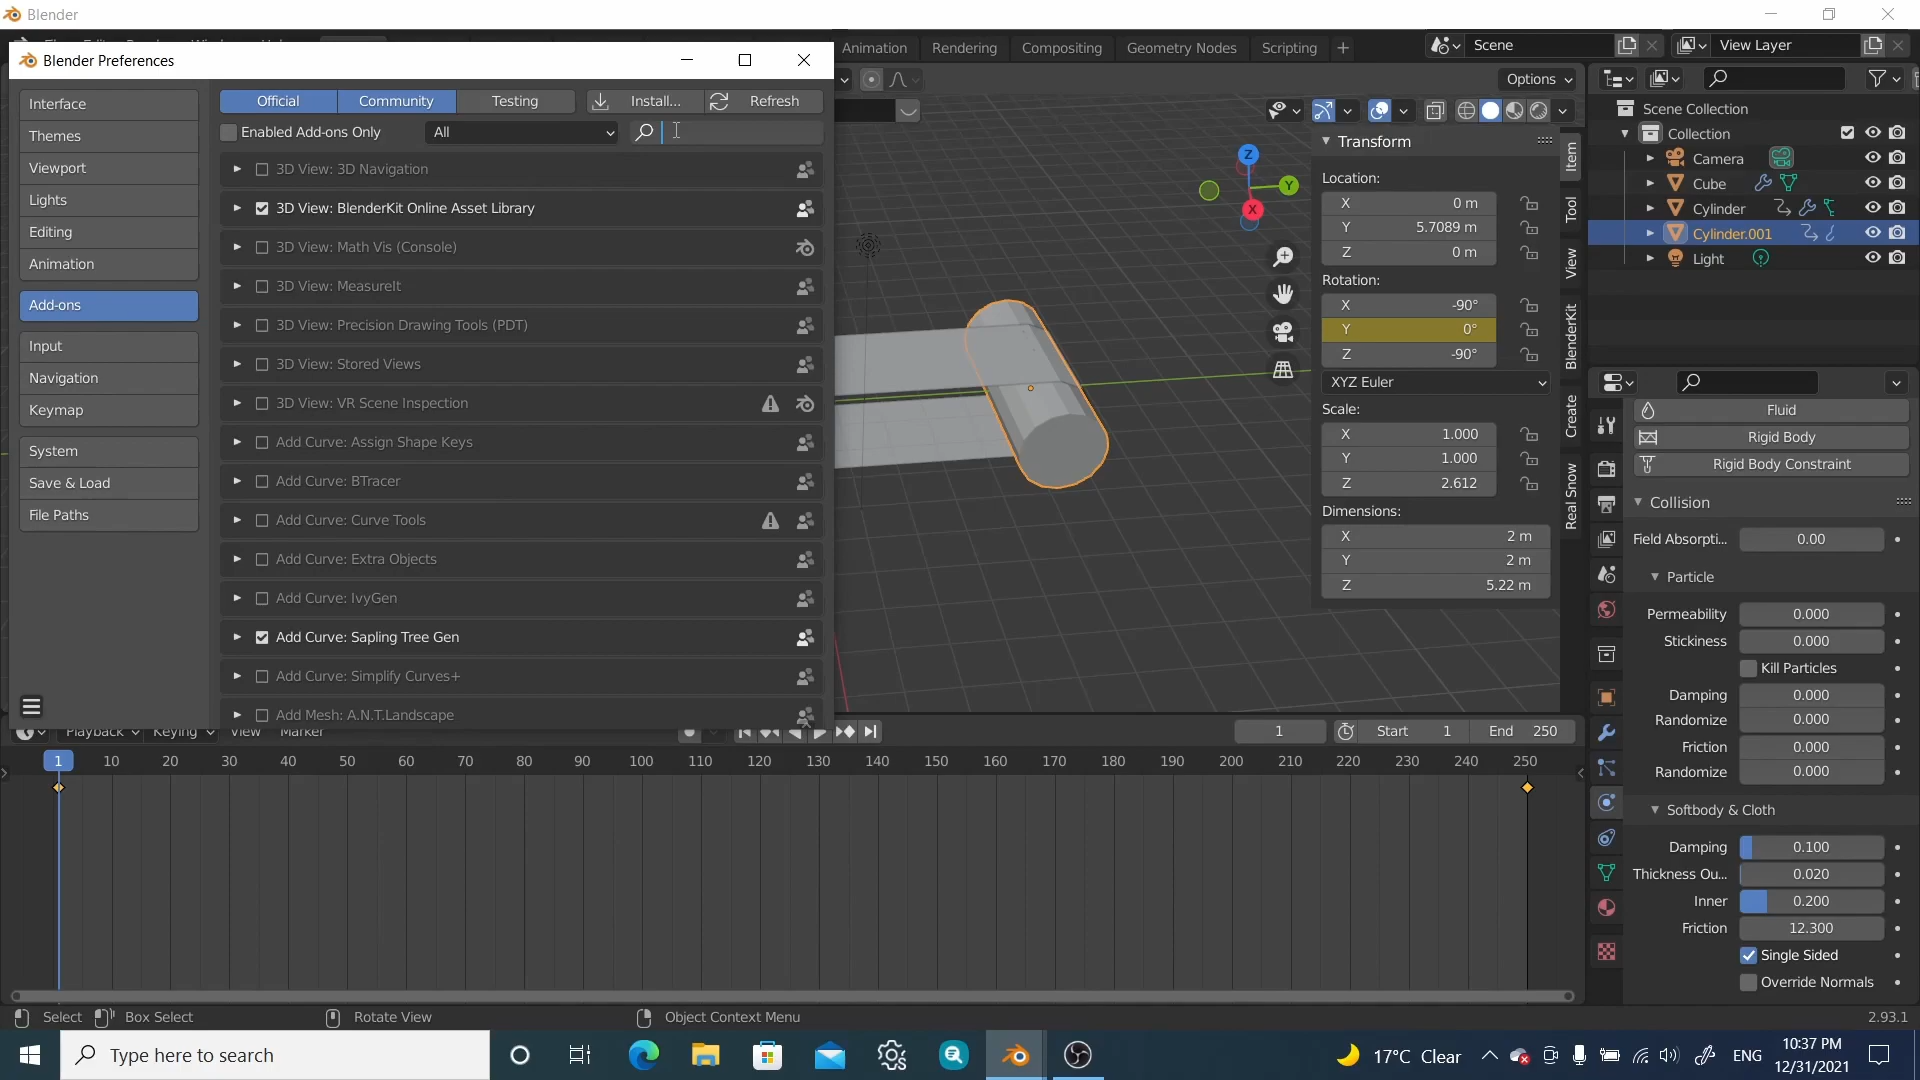 Blender
Animation Rendering Compositing Geometry Nodes Scripting
Scene
View Layer
Blender Preferences
Options
Interface
Themes
Viewport
Lights
Editing
Animation
Add-ons
Input
Navigation
Keymap
System
Save & Load
File Paths
Official Community Testing Install... Refresh
Enabled Add-ons Only All
3D View: 3D Navigation
3D View: BlenderKit Online Asset Library
3D View: Math Vis (Console)
3D View: MeasureIt
3D View: Precision Drawing Tools (PDT)
3D View: Stored Views
3D View: VR Scene Inspection
Add Curve: Assign Shape Keys
Add Curve: BTracer
Add Curve: Curve Tools
Add Curve: Extra Objects
Add Curve: IvyGen
Add Curve: Sapling Tree Gen
Add Curve: Simplify Curves+
Add Mesh: A.N.T.Landscape
Z
Y
X
Transform
Location:
X 0 m
Y 5.7089 m
Z 0 m
Rotation:
X -90°
Y 0°
Z -90°
XYZ Euler
Scale:
X 1.000
Y 1.000
Z 2.612
Dimensions:
X 2 m
Y 2 m
Z 5.22 m
Item
Tool
View
BlenderKit
Create
Real Snow
Scene Collection
Collection
Camera
Cube
Cylinder
Cylinder.001
Light
Fluid
Rigid Body
Rigid Body Constraint
Collision
Field Absorpti... 0.00
Particle
Permeability 0.000
Stickiness 0.000
Kill Particles
Damping 0.000
Randomize 0.000
Friction 0.000
Randomize 0.000
Softbody & Cloth
Damping 0.100
Thickness Ou... 0.020
Inner 0.200
Friction 12.300
Single Sided
Override Normals
Playback Keying View Marker
1 Start 1 End 250
1 10 20 30 40 50 60 70 80 90 100 110 120 130 140 150 160 170 180 190 200 210 220 230 240 250
Select Box Select Rotate View Object Context Menu 2.93.1
Type here to search
17°C Clear
ENG
10:37 PM
12/31/2021